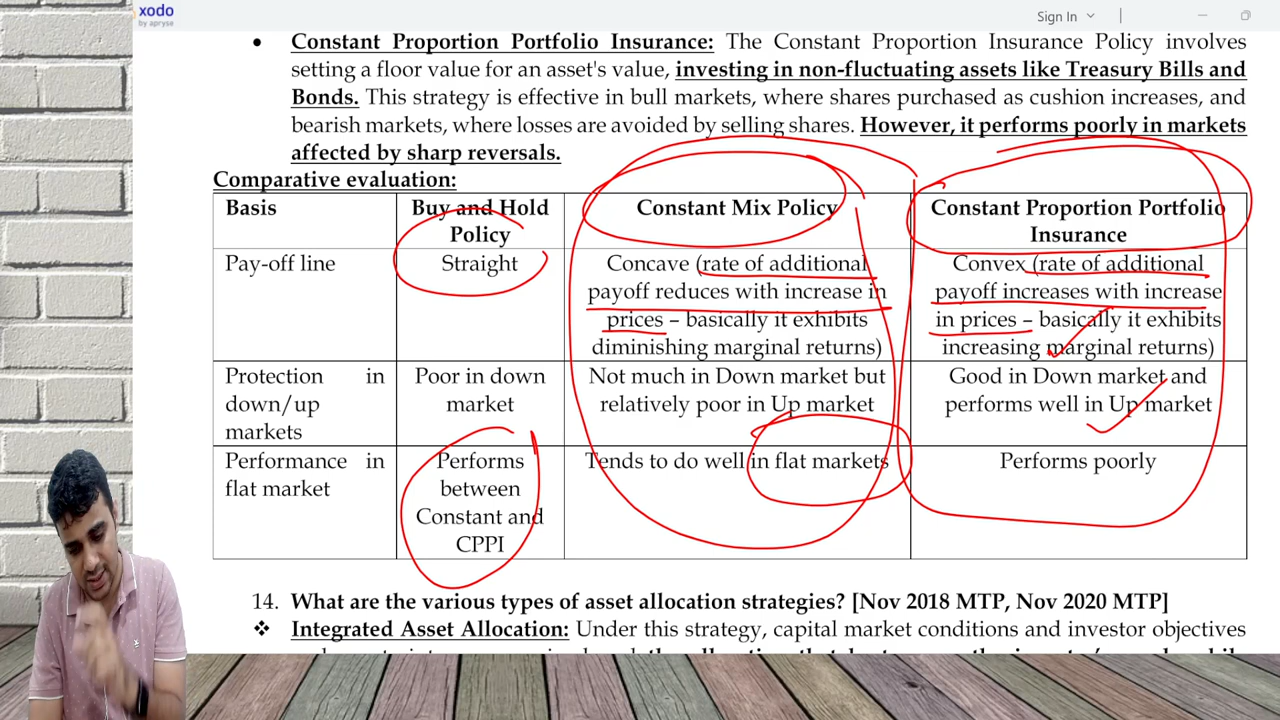 xodo
by apryse
Sign In
• Constant Proportion Portfolio Insurance: The Constant Proportion Insurance Policy involves
setting a floor value for an asset's value, investing in non-fluctuating assets like Treasury Bills and
Bonds. This strategy is effective in bull markets, where shares purchased as cushion increases, and
bearish markets, where losses are avoided by selling shares. However, it performs poorly in markets
affected by sharp reversals.
Comparative evaluation:
Basis
Buy and Hold
Policy
Constant Mix Policy
Constant Proportion Portfolio
Insurance
Pay-off line
Straight
Concave (rate of additional
payoff reduces with increase in
prices – basically it exhibits
diminishing marginal returns)
Convex (rate of additional
payoff increases with increase
in prices – basically it exhibits
increasing marginal returns)
Protection in
down/up
markets
Poor in down
market
Not much in Down market but
relatively poor in Up market
Good in Down market and
performs well in Up market
Performance in
flat market
Performs
between
Constant and
CPPI
Tends to do well in flat markets
Performs poorly
14. What are the various types of asset allocation strategies? [Nov 2018 MTP, Nov 2020 MTP]
❖ Integrated Asset Allocation: Under this strategy, capital market conditions and investor objectives